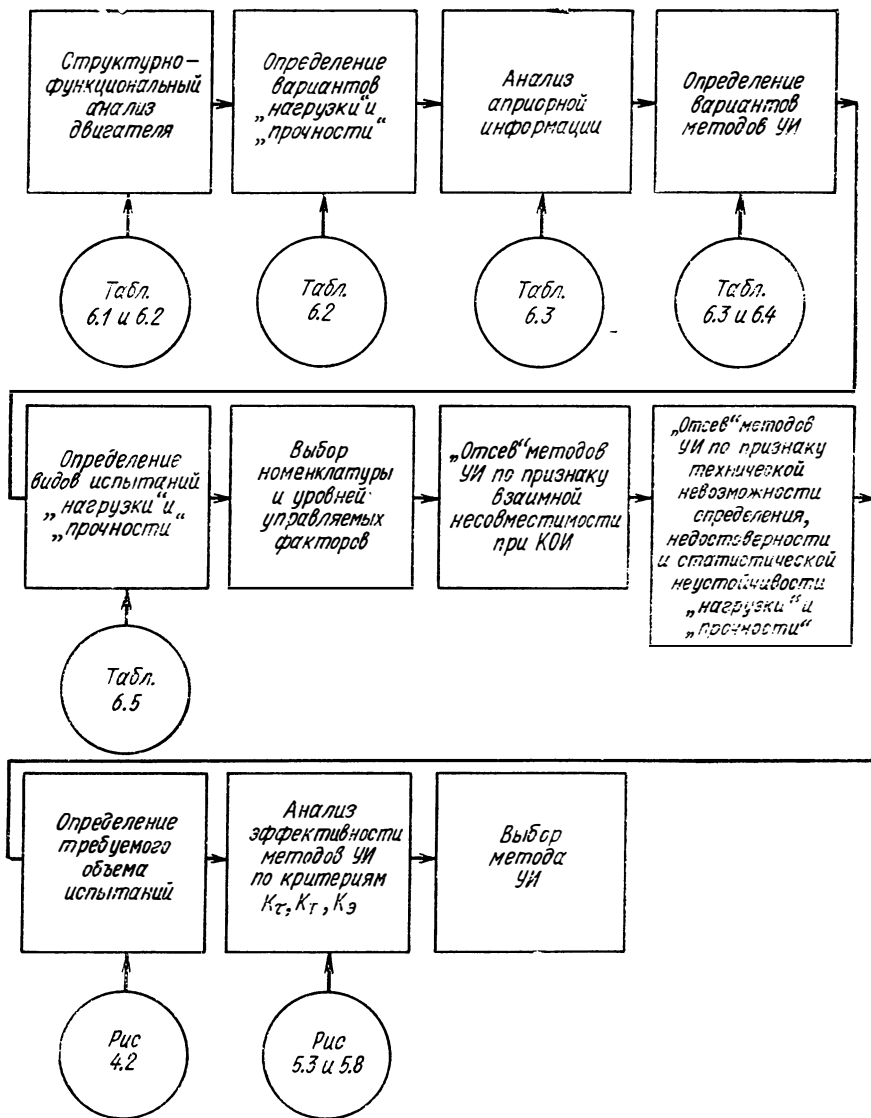 Структурно-
функциональный
анализ
двигателя
Определение
вариантов
„нагрузки“ и
„прочности“
Анализ
априорной
информации
Определение
вариантов
методов УИ
Табл.
6.1 и 6.2
Табл.
6.2
Табл.
6.3
Табл.
6.3 и 6.4
Определение
видов испытаний
„нагрузки“ и
„прочности“
Выбор
номенклатуры
и уровней
управляемых
факторов
„Отсев“ методов
УИ по признаку
взаимной
несовместимости
при КОИ
„Отсев“ методов
УИ по признаку
технической
невозможности
определения,
недостоверности
и статистической
неустойчивости
„нагрузки“ и
„прочности“
Табл.
6.5
Определение
требуемого
объема
испытаний
Анализ
эффективности
методов УИ
по критериям
Kτ, KТ, KЭ
Выбор
метода
УИ
Рис
4.2
Рис
5.3 и 5.8